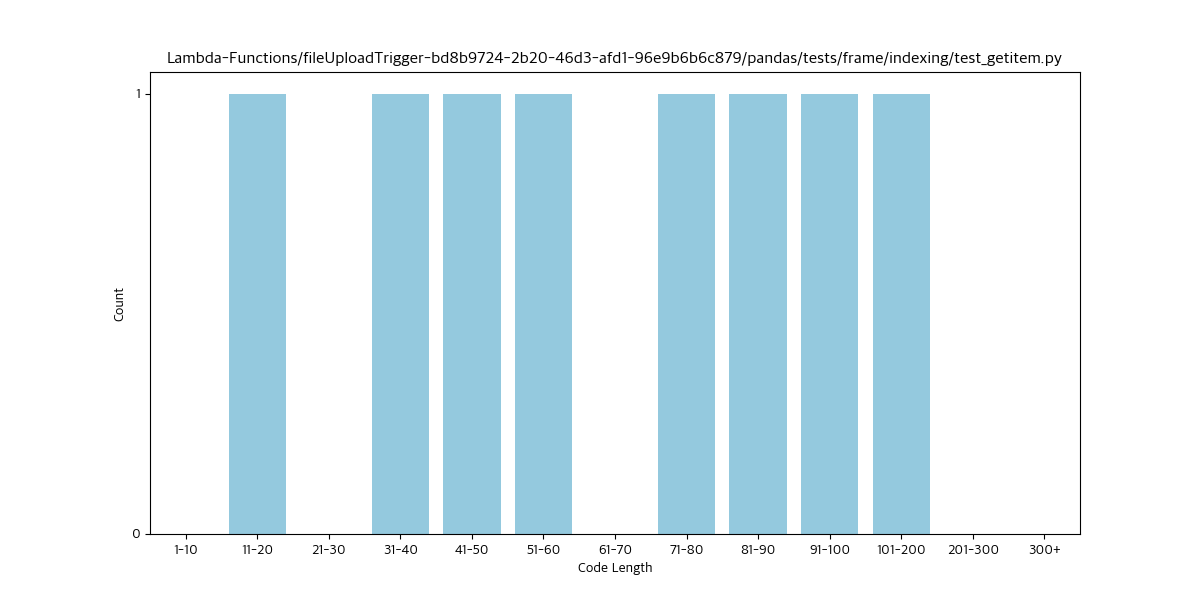 Lambda-Functions/fileUploadTrigger-bd8b9724-2b20-46d3-afd1-96e9b6b6c879/pandas/tests/frame/indexing/test_getitem.py
1
Count
0
1-10 11-20 21-30 31-40 41-50 51-60 61-70 71-80 81-90 91-100 101-200 201-300 300+
Code Length